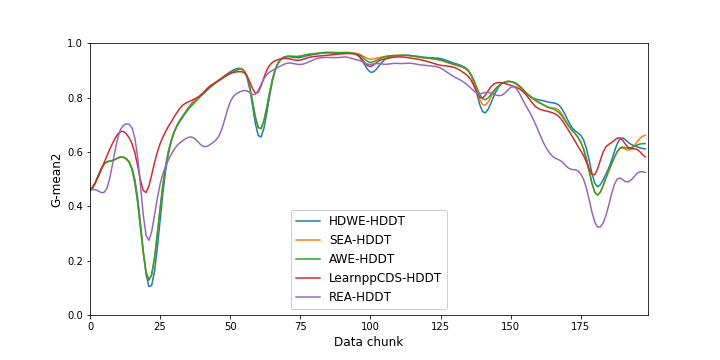 1.0
0.8
0.6
0.4
0.2
0.0
G-mean2
0
25
50
75
100
125
150
175
Data chunk
HDWE-HDDT
SEA-HDDT
AWE-HDDT
LearnppCDS-HDDT
REA-HDDT